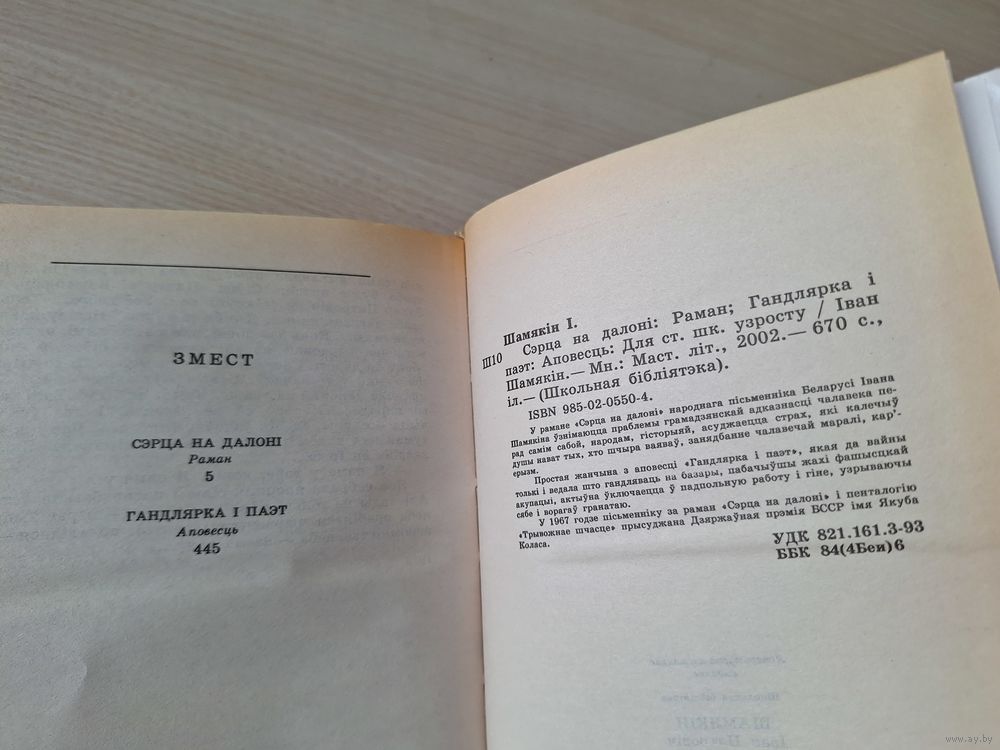 ЗМЕСТ
СЭРЦА НА ДАЛОНІ
Раман
5
ГАНДЛЯРКА І ПАЭТ
Аповесць
445
Шамякін І.
Ш10 Сэрца на далоні: Раман; Гандлярка і
паэт: Аповесць: Для ст. шк. узросту / Іван
Шамякін.— Мн.: Маст. літ., 2002.— 670 с.,
іл.— (Школьная бібліятэка).
ISBN 985-02-0550-4.
У рамане «Сэрца на далоні» народнага пісьменніка Беларусі Івана
Шамякіна ўзнімаюцца праблемы грамадзянскай адказнасці чалавека пе-
рад самім сабой, народам, гісторыяй, асуджаецца страх, які калечыў
душы нават тых, хто шчыра ваяваў, занядбанне чалавечай маралі, кар'-
ерызм.
Простая жанчына з аповесці «Гандлярка і паэт», якая да вайны
толькі і ведала што гандляваць на базары, пабачыўшы жахі фашысцкай
акупацыі, актыўна ўключаецца ў падпольную работу і гіне, узрываючы
сябе і ворагаў гранатаю.
У 1967 годзе пісьменніку за раман «Сэрца на далоні» і пенталогію
«Трывожнае шчасце» прысуджана Дзяржаўная прэмія БССР імя Якуба
Коласа.
УДК 821.161.3-93
ББК 84(4Беи)6
ШАМЯКІН
www.ay.by